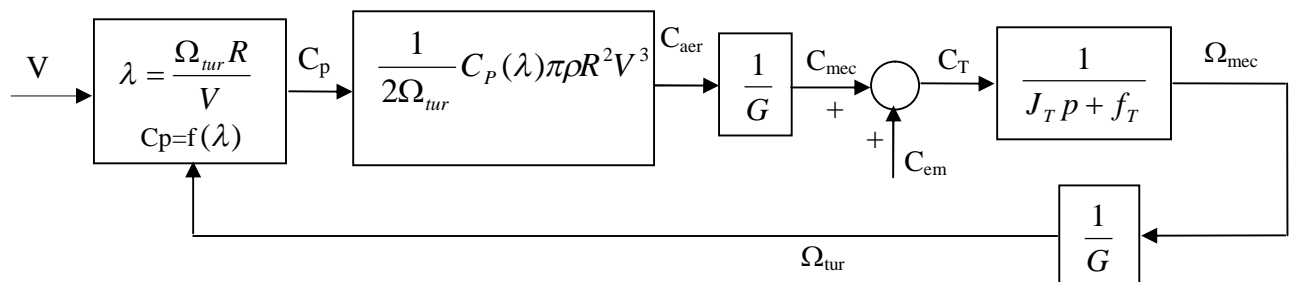 V
λ = Ω_tur R / V
Cp=f(λ)
C_p
1 / 2Ω_tur C_P(λ)πρR²V³
C_aer
1 / G
C_mec
+
+
C_em
C_T
1 / J_T p + f_T
Ω_mec
1 / G
Ω_tur